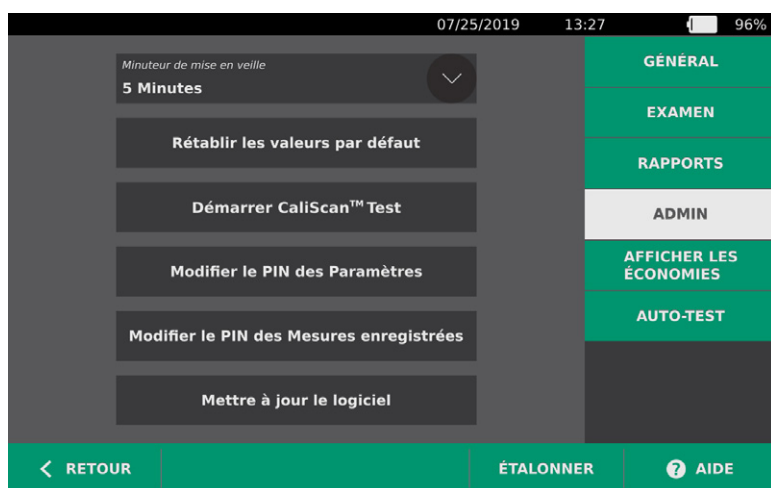 07/25/2019 13:27 96%
Minuteur de mise en veille
5 Minutes
Rétablir les valeurs par défaut
Démarrer CaliScan™ Test
Modifier le PIN des Paramètres
Modifier le PIN des Mesures enregistrées
Mettre à jour le logiciel
GÉNÉRAL
EXAMEN
RAPPORTS
ADMIN
AFFICHER LES
ÉCONOMIES
AUTO-TEST
RETOUR
ÉTALONNER
? AIDE